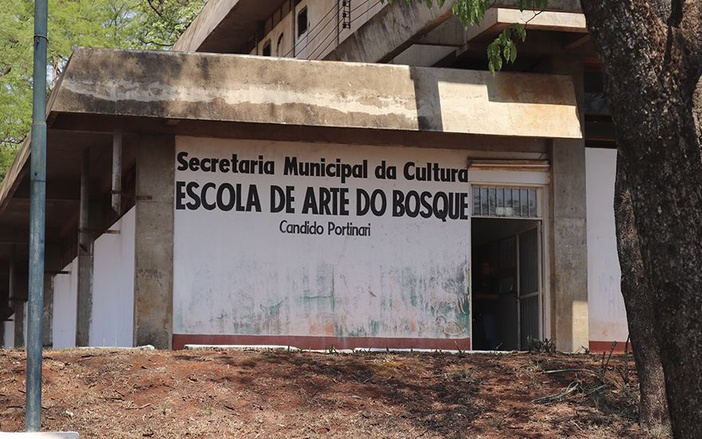 Secretaria Municipal da Cultura
ESCOLA DE ARTE DO BOSQUE
Candido Portinari